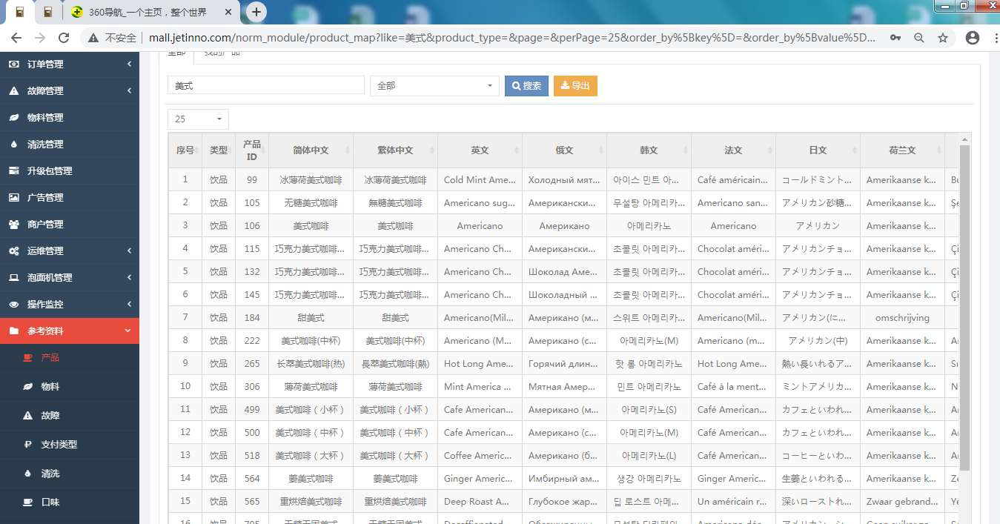 360导航_一个主页，整个世界
不安全 mall.jetinno.com/norm_module/product_map?like=美式&product_type=&page=&perPage=25&order_by%5Bkey%5D=&order_by%5Bvalue%5D...
订单管理
故障管理
物料管理
清洗管理
升级包管理
广告管理
商户管理
运维管理
泡面机管理
操作监控
参考资料
产品
物料
故障
支付类型
清洗
口味
全部 我的产品
美式 全部 搜索 导出
25
序号 类型 产品ID 简体中文 繁体中文 英文 俄文 韩文 法文 日文 荷兰文
1 饮品 99 冰薄荷美式咖啡 冰薄荷美式咖啡 Cold Mint Ame... Холодный мят... 아이스 민트 아... Café américain... コールドミント... Amerikaanse k... Bu
2 饮品 105 无糖美式咖啡 無糖美式咖啡 Americano sug... Американски... 무설탕 아메리카... Americano san... アメリカン砂糖... Amerikaanse k... Şe
3 饮品 106 美式咖啡 美式咖啡 Americano Американо 아메리카노 Americano アメリカン Amerikaanse k...
4 饮品 115 巧克力美式咖啡... 巧克力美式咖啡... Americano Ch... Американски... 초콜릿 아메리카... Chocolat améri... アメリカンチョ... Amerikaanse k... Çi
5 饮品 132 巧克力美式咖啡... 巧克力美式咖啡... Americano Ch... Шоколад Аме... 초콜릿 아메리카... Chocolat améri... アメリカンチョ... Amerikaanse k... Çi
6 饮品 145 巧克力美式咖啡... 巧克力美式咖啡... Americano Ch... Шоколадный ... 초콜릿 아메리카... Chocolat améri... アメリカンチョ... Amerikaanse k... Çi
7 饮品 184 甜美式 甜美式 Americano(Mil... Американо (м... 스위트 아메리카... Americano(Mil... アメリカン(に... omschrijving
8 饮品 222 美式咖啡(中杯) 美式咖啡(中杯) Americano (M... Американо (с... 아메리카노(M) Americano (m... アメリカン(中) Amerikaanse k... Ar
9 饮品 265 长萃美式咖啡(热) 長萃美式咖啡(熱) Hot Long Ame... Горячий длин... 핫 롱 아메리카노 Hot Long Ame... 熱い長いれるア... Amerikaanse k... Sı
10 饮品 306 薄荷美式咖啡 薄荷美式咖啡 Mint America ... Мятная Амер... 민트 아메리카노 Café à la ment... ミントアメリカ... Amerikaanse k... N
11 饮品 499 美式咖啡（小杯） 美式咖啡（小杯） Cafe American... Американо (м... 아메리카노(S) Café American... カフェといわれ... Amerikaanse k... Ar
12 饮品 500 美式咖啡（中杯） 美式咖啡（中杯） Cafe American... Американо (с... 아메리카노(M) Café American... カフェといわれ... Amerikaanse k... Ar
13 饮品 518 美式咖啡（大杯） 美式咖啡（大杯） Coffee Americ... Американо (б... 아메리카노(L) Café American... コーヒーといわ... Amerikaanse k... Ar
14 饮品 564 姜美式咖啡 姜美式咖啡 Ginger Americ... Имбирный ам... 생강 아메리카노 Ginger Americ... 生姜といわれる... Amerikaanse k... Ze
15 饮品 565 重烘焙美式咖啡 重烘焙美式咖啡 Deep Roast A... Глубокое жар... 딥 로스트 아메... Un américain r... 深いローストれ... Zwaar gebrand... Ye
16 饮品